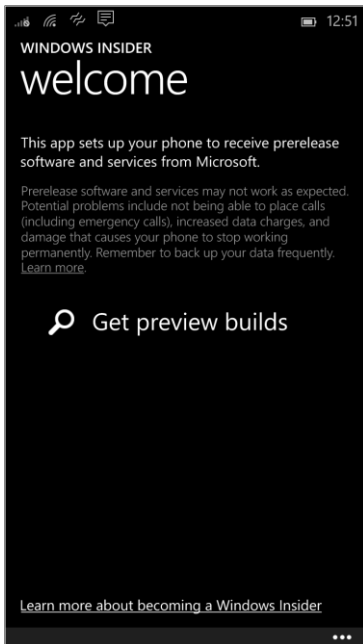 12:51
WINDOWS INSIDER
welcome
This app sets up your phone to receive prerelease
software and services from Microsoft.
Prerelease software and services may not work as expected.
Potential problems include not being able to place calls
(including emergency calls), increased data charges, and
damage that causes your phone to stop working
permanently. Remember to back up your data frequently.
Learn more.
Get preview builds
Learn more about becoming a Windows Insider